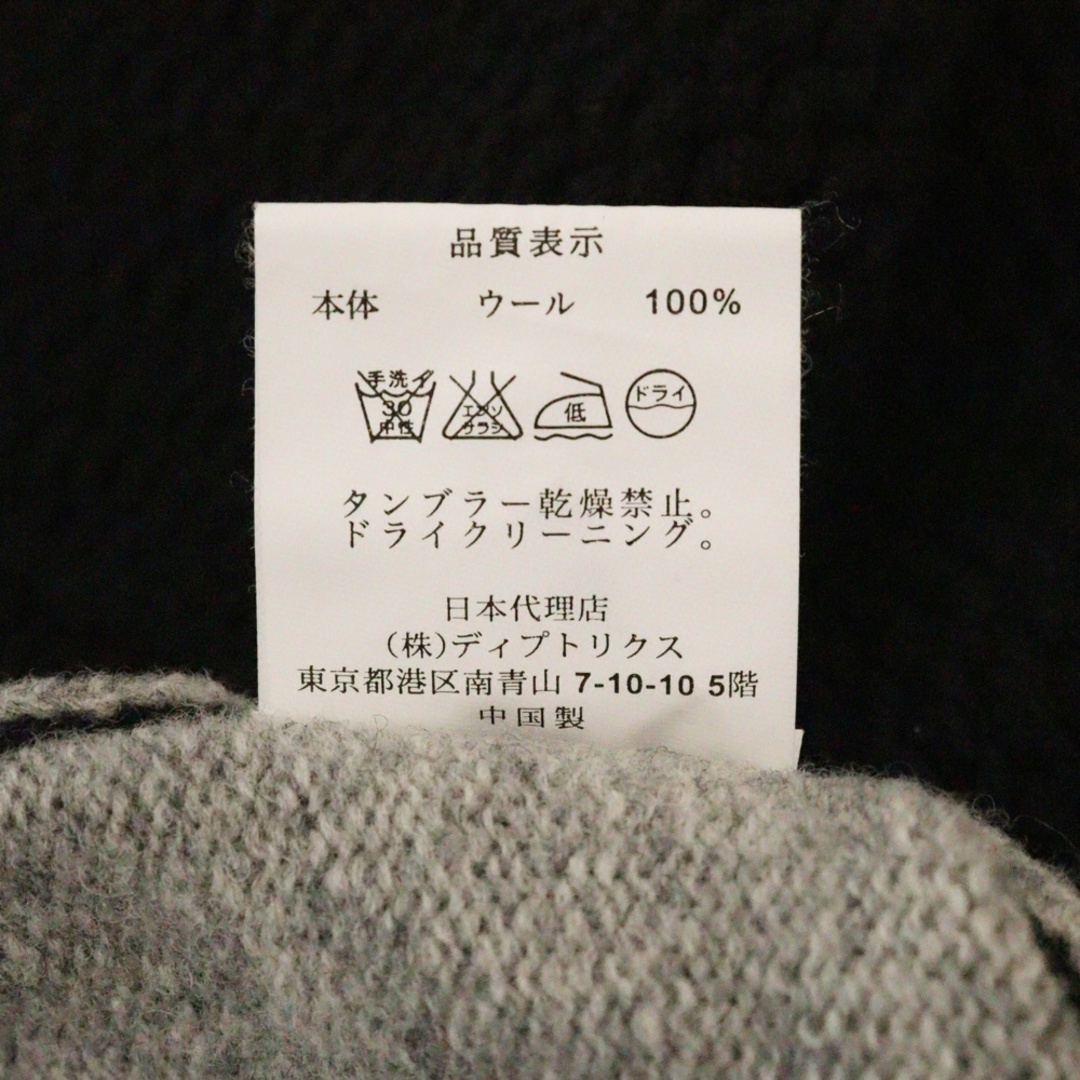 品質表示
本体 ウール 100%
手洗イ 30 中性
エンソ サラシ
低
ドライ
タンブラー乾燥禁止。
ドライクリーニング。
日本代理店
(株)ディプトリクス
東京都港区南青山 7-10-10 5階
中国製